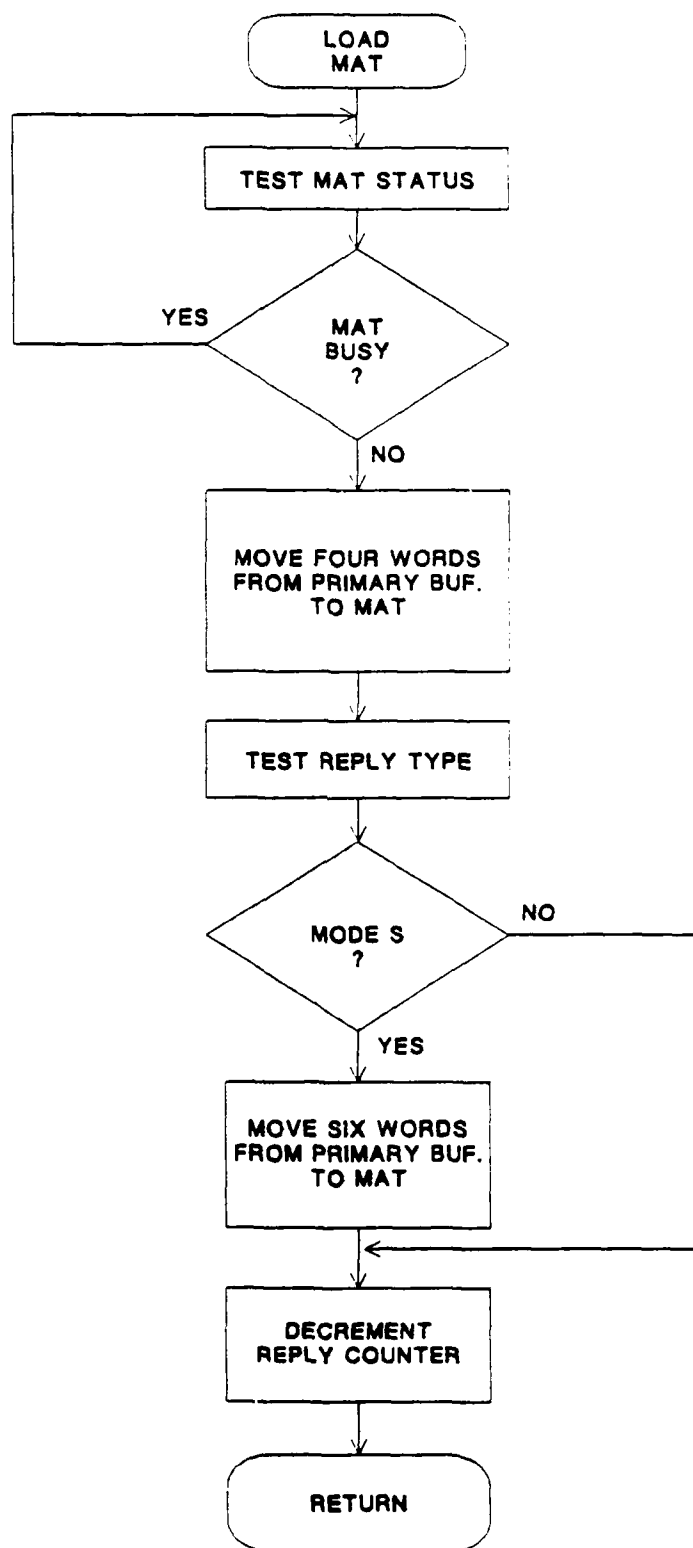 LOAD
MAT
TEST MAT STATUS
YES
MAT
BUSY
?
NO
MOVE FOUR WORDS
FROM PRIMARY BUF.
TO MAT
TEST REPLY TYPE
NO
MODE S
?
YES
MOVE SIX WORDS
FROM PRIMARY BUF.
TO MAT
DECREMENT
REPLY COUNTER
RETURN